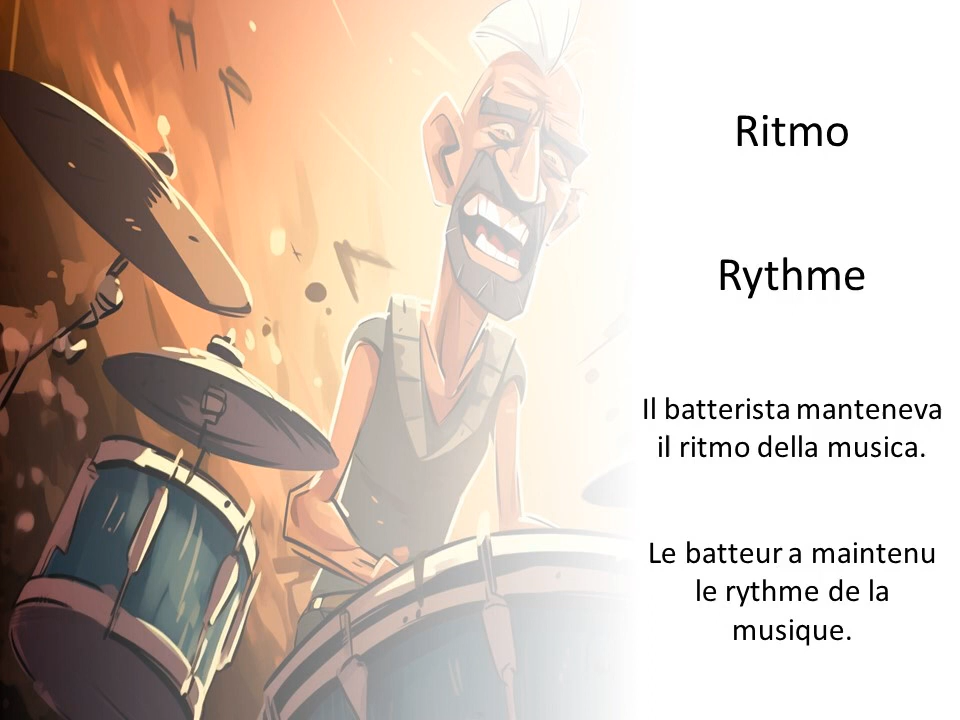 Ritmo
Rythme
Il batterista manteneva
il ritmo della musica.
Le batteur a maintenu
le rythme de la
musique.